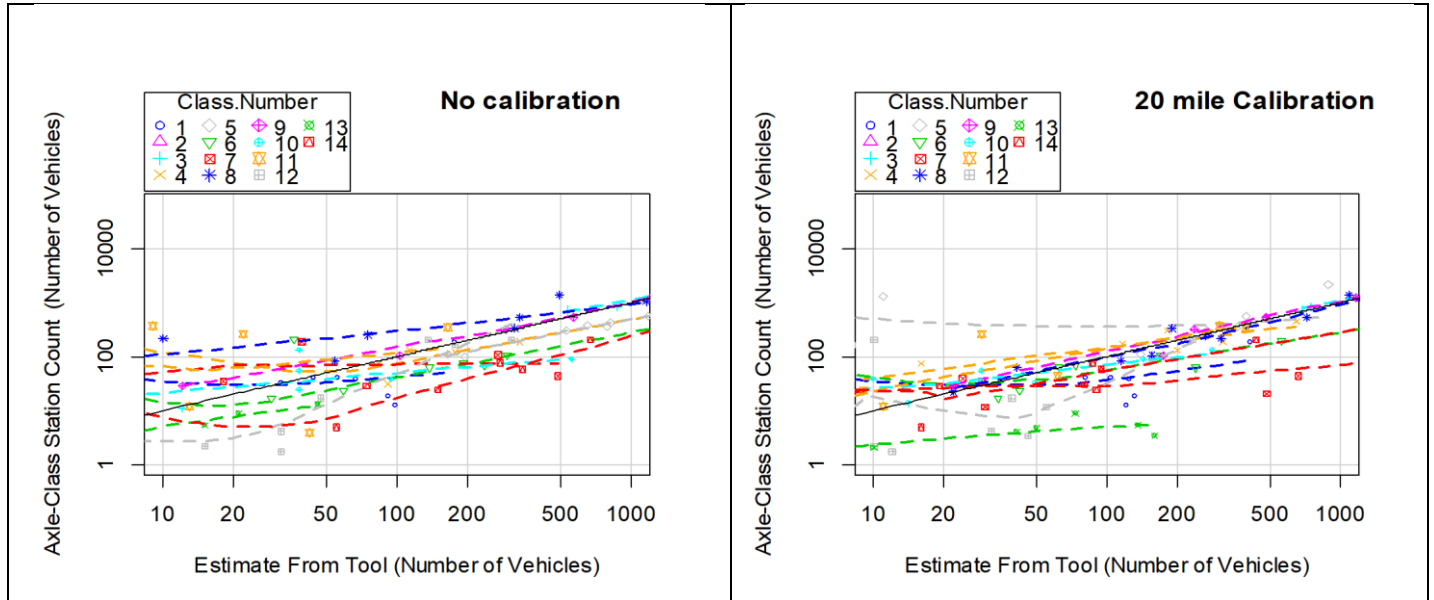 No calibration
Class.Number
1 5 9 13
2 6 10 14
3 7 11
4 8 12
Axle-Class Station Count (Number of Vehicles)
10000
100
1
10 20 50 100 200 500 1000
Estimate From Tool (Number of Vehicles)
20 mile Calibration
Class.Number
1 5 9 13
2 6 10 14
3 7 11
4 8 12
Axle-Class Station Count (Number of Vehicles)
10000
100
1
10 20 50 100 200 500 1000
Estimate From Tool (Number of Vehicles)